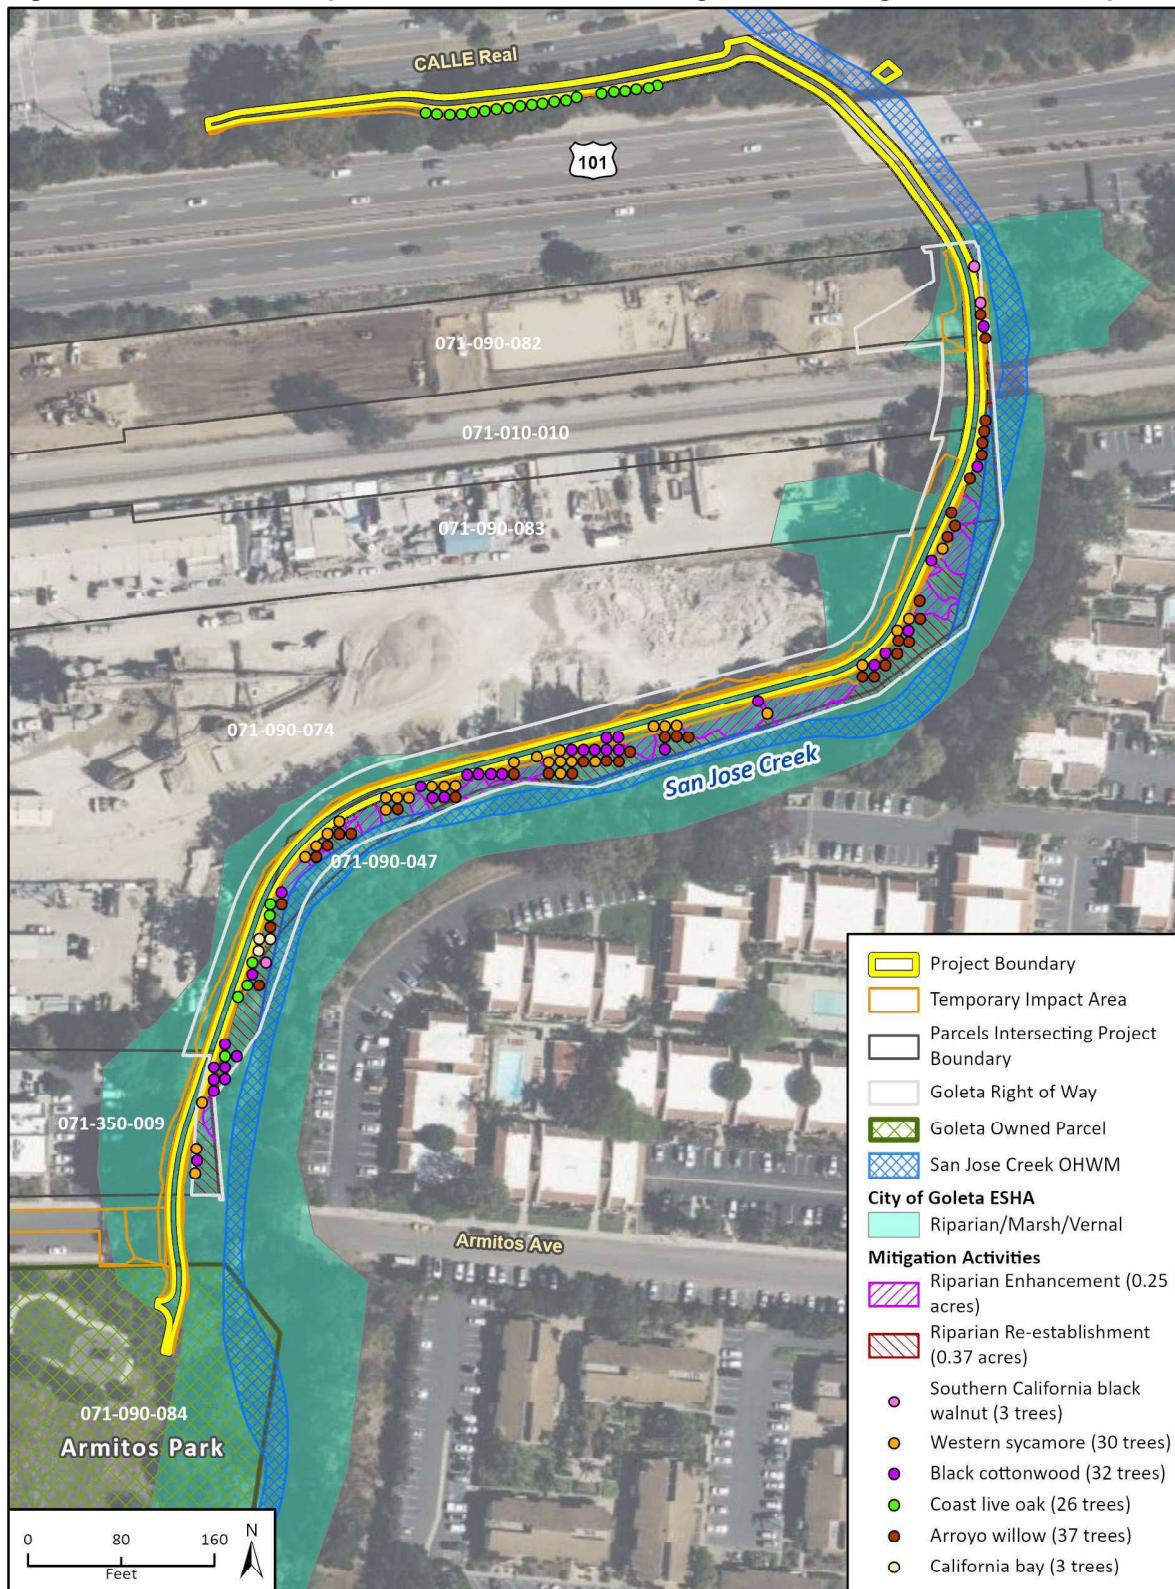 CALLE Real
101
071-090-082
071-010-010
071-090-083
071-090-074
San Jose Creek
071-090-047
071-350-009
Armitos Ave
071-090-084
Armitos Park
0 80 160
Feet
N
Project Boundary
Temporary Impact Area
Parcels Intersecting Project
Boundary
Goleta Right of Way
Goleta Owned Parcel
San Jose Creek OHWM
City of Goleta ESHA
Riparian/Marsh/Vernal
Mitigation Activities
Riparian Enhancement (0.25
acres)
Riparian Re-establishment
(0.37 acres)
Southern California black
walnut (3 trees)
Western sycamore (30 trees)
Black cottonwood (32 trees)
Coast live oak (26 trees)
Arroyo willow (37 trees)
California bay (3 trees)